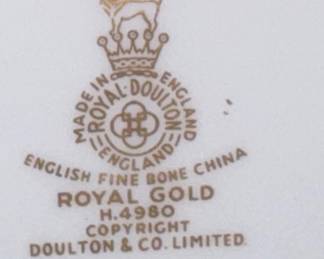 MADE IN ENGLAND
ROYAL·DOULTON
ENGLAND
ENGLISH FINE BONE CHINA
ROYAL GOLD
H.4980
COPYRIGHT
DOULTON & CO. LIMITED.